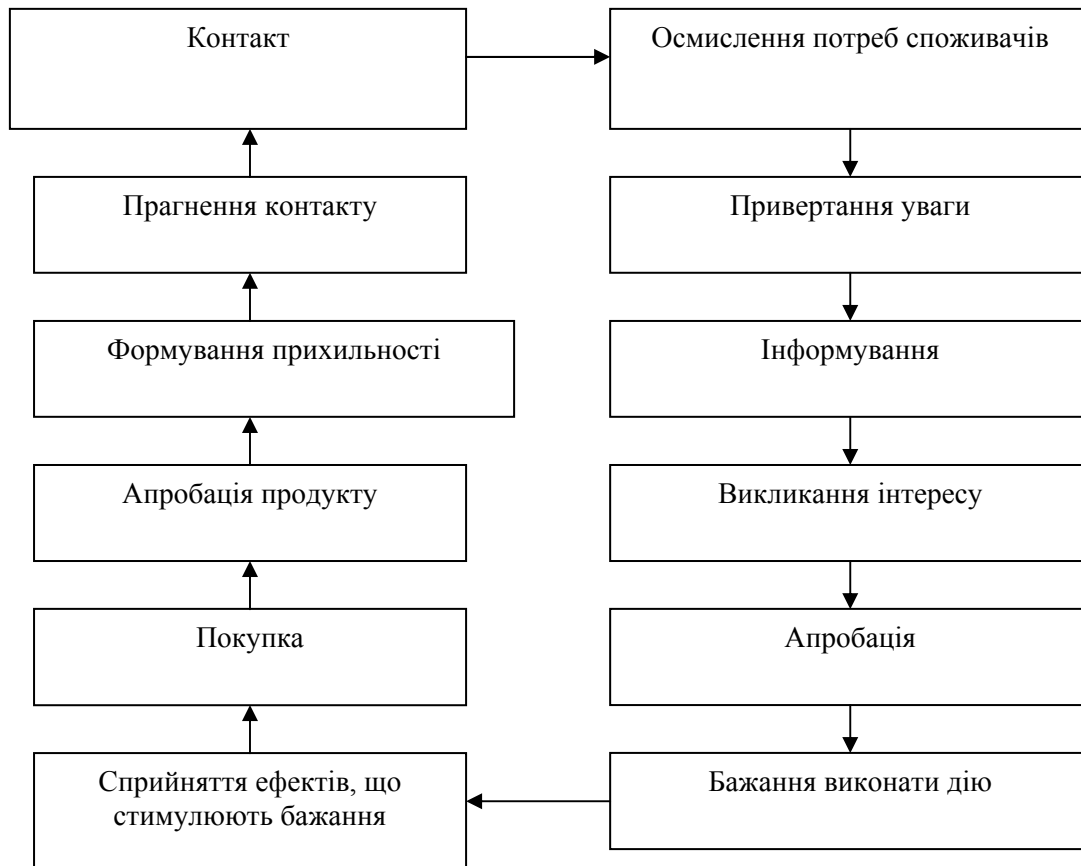 Контакт
Осмислення потреб споживачів
Прагнення контакту
Привертання уваги
Формування прихильності
Інформування
Апробація продукту
Викликання інтересу
Покупка
Апробація
Сприйняття ефектів, що
стимулюють бажання
Бажання виконати дію